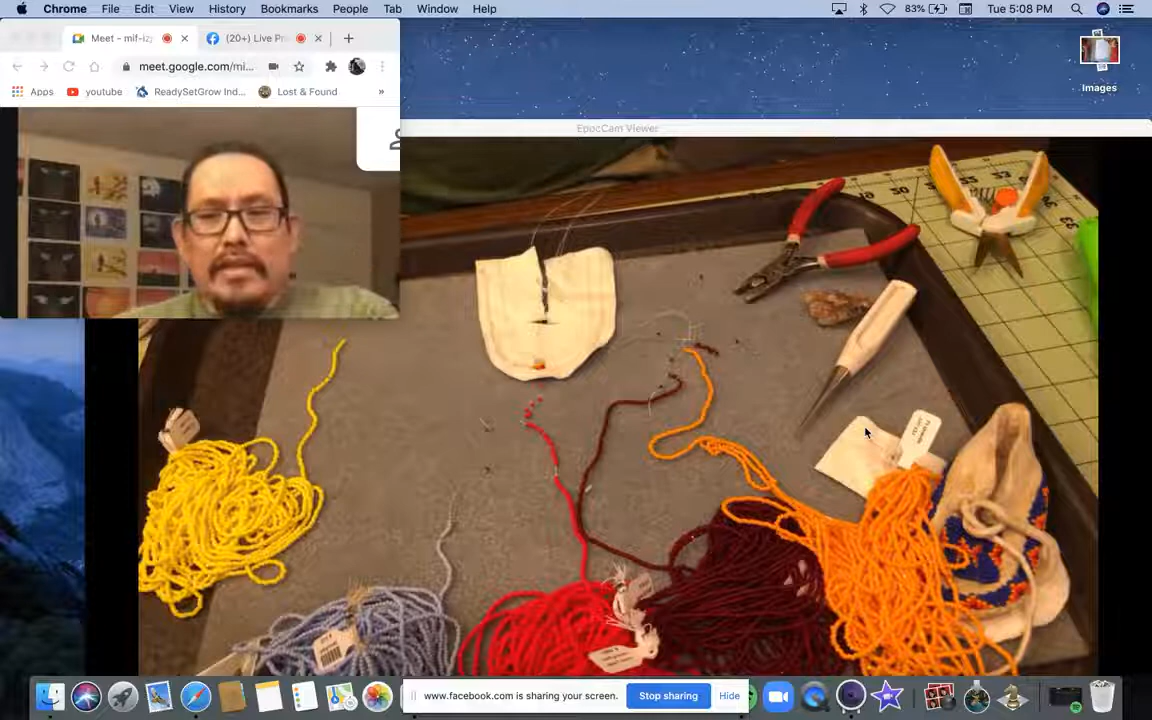 Chrome File Edit View History Bookmarks People Tab Window Help 83% Tue 5:08 PM
Meet - mif-izy (20+) Live Pr
meet.google.com/mi...
Apps youtube ReadySetGrow Ind... Lost & Found »
Images
EpocCam Viewer
30
www.facebook.com is sharing your screen. Stop sharing Hide